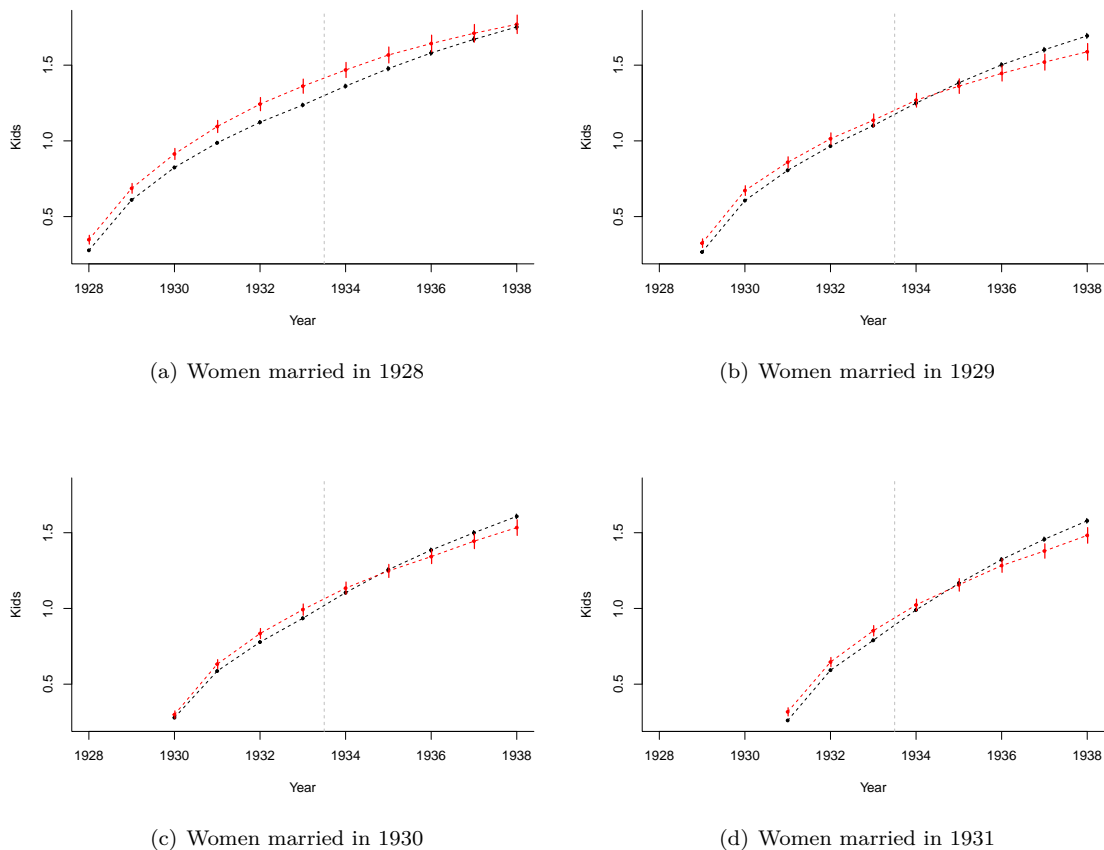 1.5
1.0
0.5
Kids
1928 1930 1932 1934 1936 1938
Year
(a) Women married in 1928
1.5
1.0
0.5
Kids
1928 1930 1932 1934 1936 1938
Year
(b) Women married in 1929
1.5
1.0
0.5
Kids
1928 1930 1932 1934 1936 1938
Year
(c) Women married in 1930
1.5
1.0
0.5
Kids
1928 1930 1932 1934 1936 1938
Year
(d) Women married in 1931